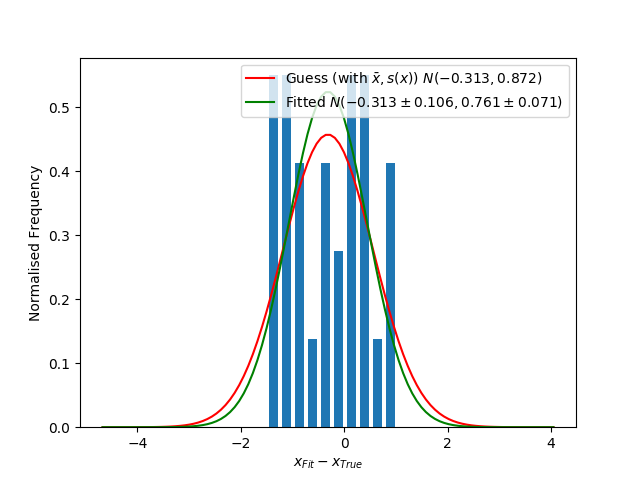 Guess (with x̄, s(x)) N(−0.313, 0.872)
Fitted N(−0.313 ± 0.106, 0.761 ± 0.071)
Normalised Frequency
0.5
0.4
0.3
0.2
0.1
0.0
−4 −2 0 2 4
x_Fit − x_True